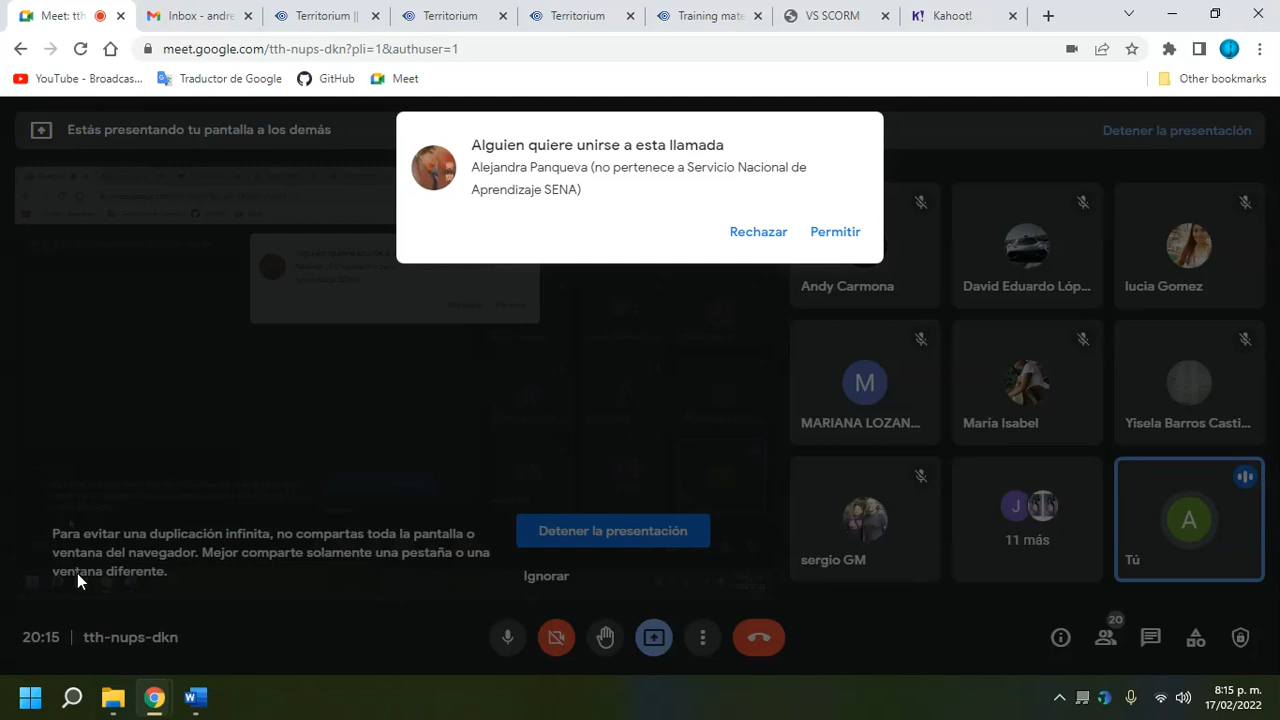 Meet: tth
Inbox - andre
Territorium ||
Territorium
Territorium
Training mate
VS SCORM
Kahoot!
meet.google.com/tth-nups-dkn?pli=1&authuser=1
YouTube - Broadcas...
Traductor de Google
GitHub
Meet
Other bookmarks
Estás presentando tu pantalla a los demás
Detener la presentación
Alguien quiere unirse a esta llamada
Alejandra Panqueva (no pertenece a Servicio Nacional de
Aprendizaje SENA)
Rechazar
Permitir
Andy Carmona
David Eduardo Lóp...
lucia Gomez
M
MARIANA LOZAN...
María Isabel
Yisela Barros Casti...
sergio GM
J
11 más
A
Tú
Para evitar una duplicación infinita, no compartas toda la pantalla o
ventana del navegador. Mejor comparte solamente una pestaña o una
ventana diferente.
Detener la presentación
Ignorar
20:15
tth-nups-dkn
20
8:15 p. m.
17/02/2022